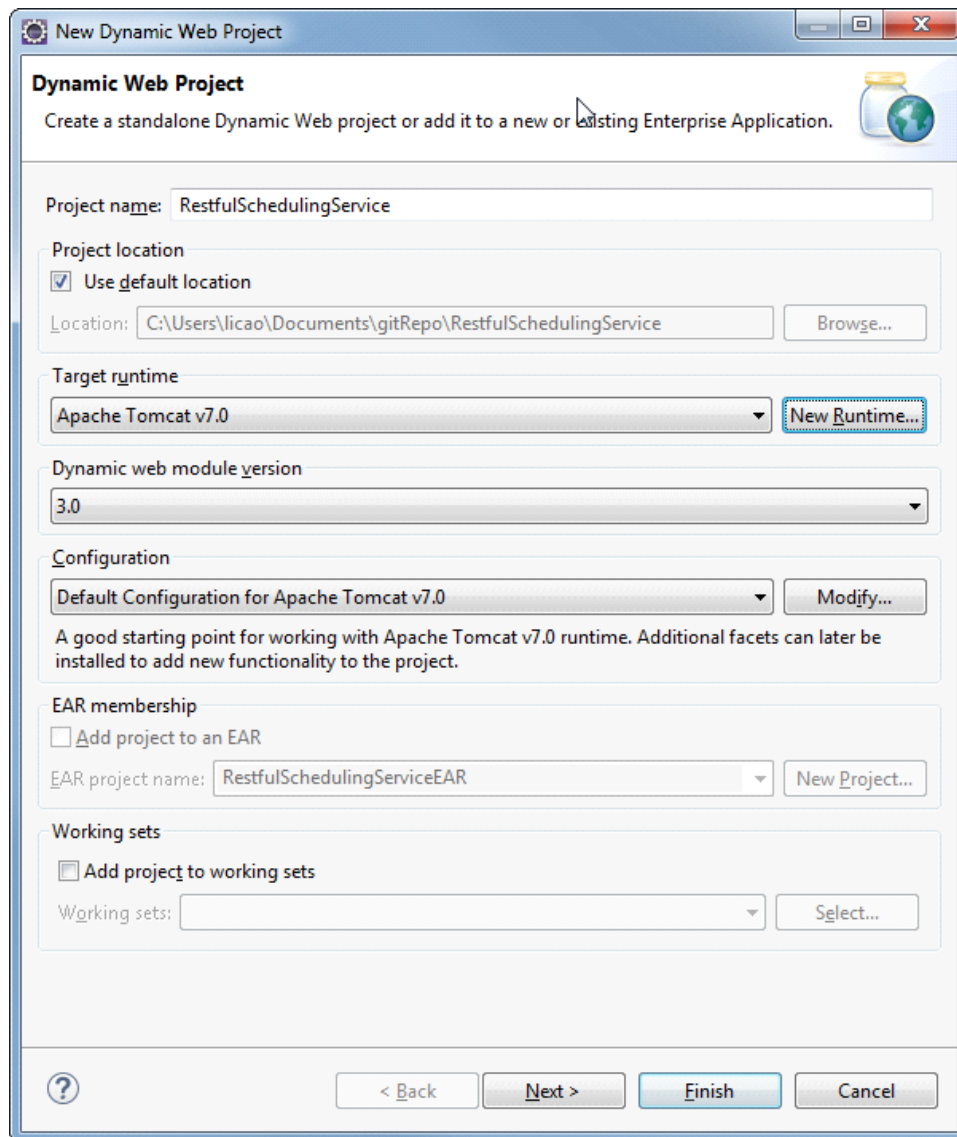 New Dynamic Web Project
Dynamic Web Project
Create a standalone Dynamic Web project or add it to a new or existing Enterprise Application.
Project name: RestfulSchedulingService
Project location
Use default location
Location: C:\Users\licao\Documents\gitRepo\RestfulSchedulingService Browse...
Target runtime
Apache Tomcat v7.0 New Runtime...
Dynamic web module version
3.0
Configuration
Default Configuration for Apache Tomcat v7.0 Modify...
A good starting point for working with Apache Tomcat v7.0 runtime. Additional facets can later be
installed to add new functionality to the project.
EAR membership
Add project to an EAR
EAR project name: RestfulSchedulingServiceEAR New Project...
Working sets
Add project to working sets
Working sets: Select...
? < Back Next > Finish Cancel